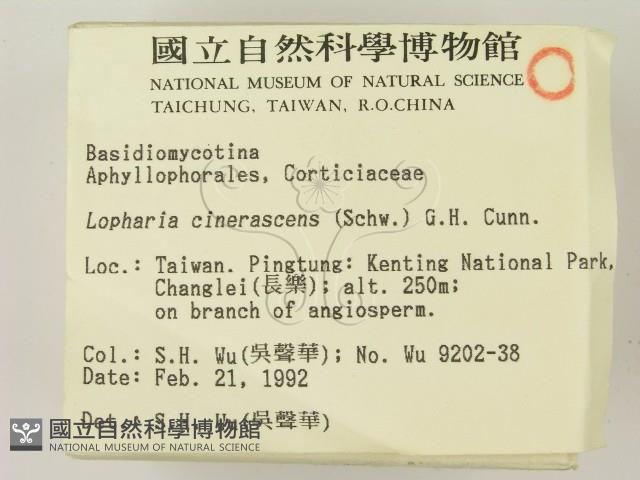 國立自然科學博物館
NATIONAL MUSEUM OF NATURAL SCIENCE
TAICHUNG, TAIWAN, R.O.CHINA
Basidiomycotina
Aphyllophorales, Corticiaceae
Lopharia cinerascens (Schw.) G.H. Cunn.
Loc.: Taiwan. Pingtung: Kenting National Park,
Changlei(長樂); alt. 250m;
on branch of angiosperm.
Col.: S.H. Wu(吳聲華); No. Wu 9202-38
Date: Feb. 21, 1992
Det.: S.H. Wu(吳聲華)
國立自然科學博物館
NATIONAL MUSEUM OF NATURAL SCIENCE